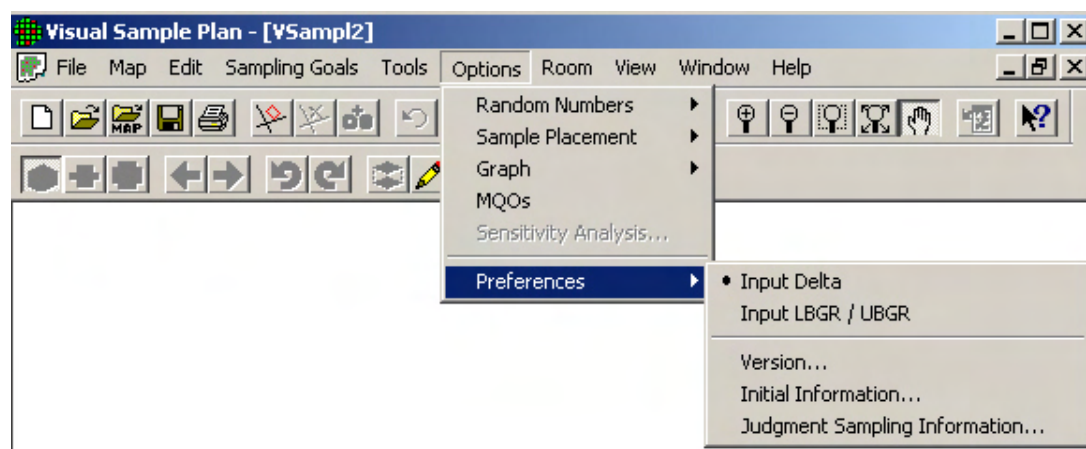 Visual Sample Plan - [VSampl2]
File Map Edit Sampling Goals Tools Options Room View Window Help
MAP
Random Numbers
Sample Placement
Graph
MQOs
Sensitivity Analysis...
Preferences
Input Delta
Input LBGR / UBGR
Version...
Initial Information...
Judgment Sampling Information...